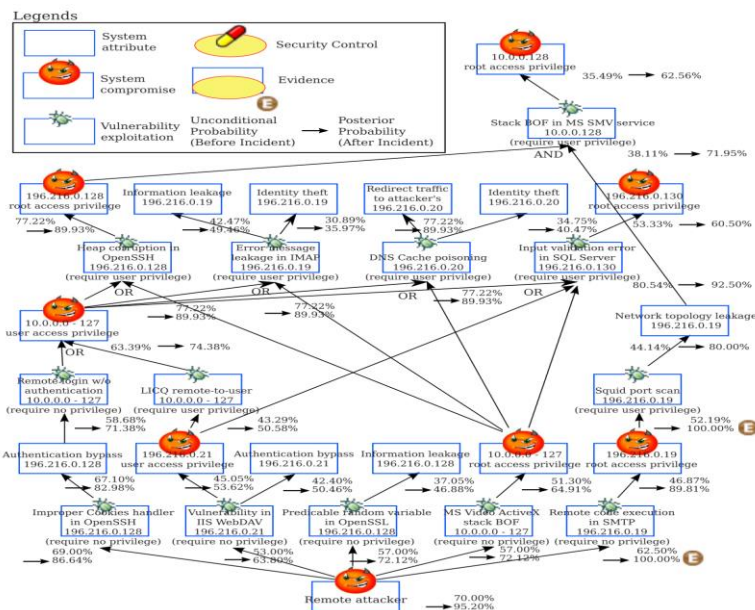 Legends
System
attribute
Security Control
System
compromise
Evidence
E
Vulnerability
exploitation
Unconditional
Probability
(Before Incident)
Posterior
Probability
(After Incident)
10.0.0.128
root access privilege
35.49%
62.56%
Stack BOF in MS SMV service
10.0.0.128
(require user privilege)
AND
38.11%
71.95%
196.216.0.128
root access privilege
77.22%
89.93%
Information leakage
196.216.0.19
42.47%
49.46%
Identity theft
196.216.0.19
30.89%
35.97%
Redirect traffic
to attacker's
196.216.0.20
77.22%
89.93%
Identity theft
196.216.0.20
34.75%
40.47%
196.216.0.130
root access privilege
53.33%
60.50%
Heap corruption in
OpenSSH
196.216.0.128
(require user privilege)
OR
Error message
leakage in IMAP
196.216.0.19
(require user privilege)
OR
DNS Cache poisoning
196.216.0.20
(require user privilege)
OR
Input validation error
in SQL Server
196.216.0.130
(require user privilege)
OR
80.54%
92.50%
77.22%
89.93%
77.22%
89.93%
77.22%
89.93%
10.0.0.0 - 127
user access privilege
OR
63.39%
74.38%
Network topology leakage
196.216.0.19
44.14%
80.00%
Remote login w/o
authentication
10.0.0.0 - 127
(require no privilege)
58.68%
71.38%
LICQ remote-to-user
10.0.0.0 - 127
(require user privilege)
43.29%
50.58%
Squid port scan
196.216.0.19
(require user privilege)
52.19%
100.00%
E
Authentication bypass
196.216.0.128
67.10%
82.98%
196.216.0.21
user access privilege
45.05%
53.62%
Authentication bypass
196.216.0.21
42.40%
50.46%
Information leakage
196.216.0.128
37.05%
46.88%
10.0.0.0 - 127
root access privilege
51.30%
64.91%
196.216.0.19
root access privilege
46.87%
89.81%
Improper Cookies handler
in OpenSSH
196.216.0.128
(require no privilege)
69.00%
86.64%
Vulnerability in
IIS WebDAV
196.216.0.21
(require no privilege)
53.00%
63.80%
Predicable random variable
in OpenSSL
196.216.0.128
(require no privilege)
57.00%
72.12%
MS Video ActiveX
stack BOF
10.0.0.0 - 127
(require no privilege)
57.00%
72.12%
Remote code execution
in SMTP
196.216.0.19
(require no privilege)
62.50%
100.00%
E
Remote attacker
70.00%
95.20%